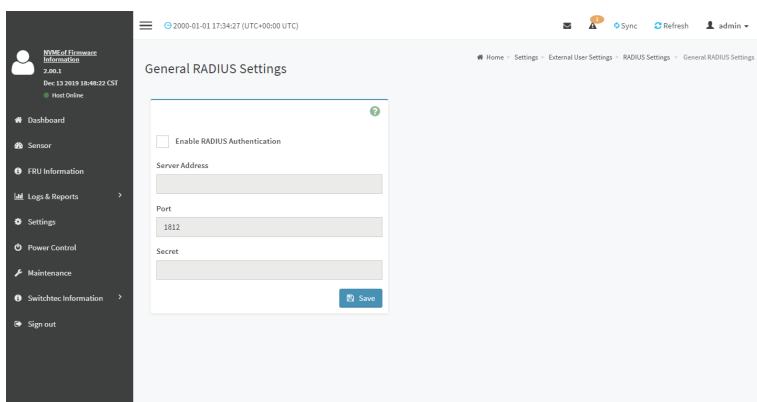 2000-01-01 17:34:27 (UTC+00:00 UTC)
1
Sync
Refresh
admin
NVMEof Firmware
Information
2.00.1
Dec 13 2019 18:48:22 CST
Host Online
Dashboard
Sensor
FRU Information
Logs & Reports
Settings
Power Control
Maintenance
Switchtec Information
Sign out
General RADIUS Settings
Home
Settings
External User Settings
RADIUS Settings
General RADIUS Settings
Enable RADIUS Authentication
Server Address
Port
1812
Secret
Save